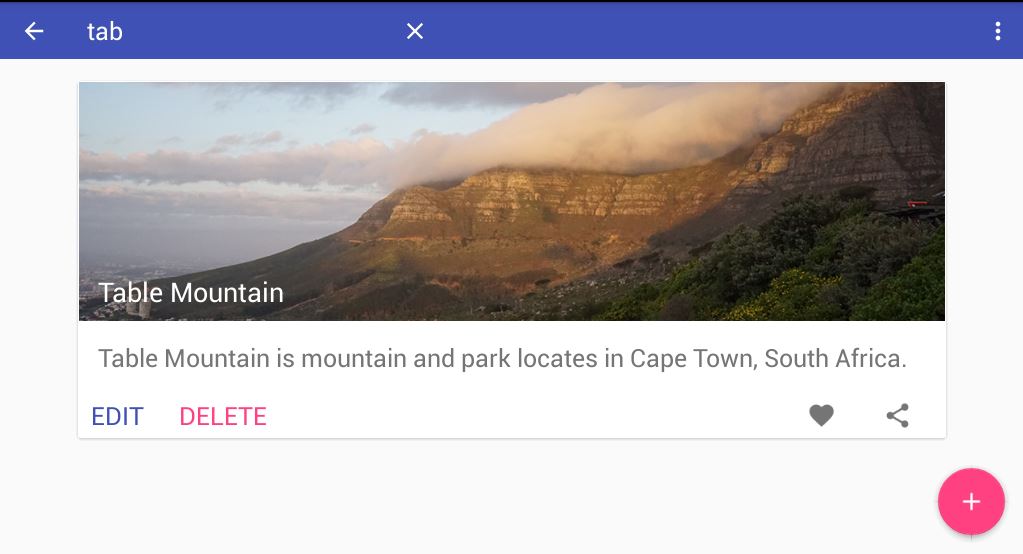 tab
Table Mountain
Table Mountain is mountain and park locates in Cape Town, South Africa.
EDIT DELETE